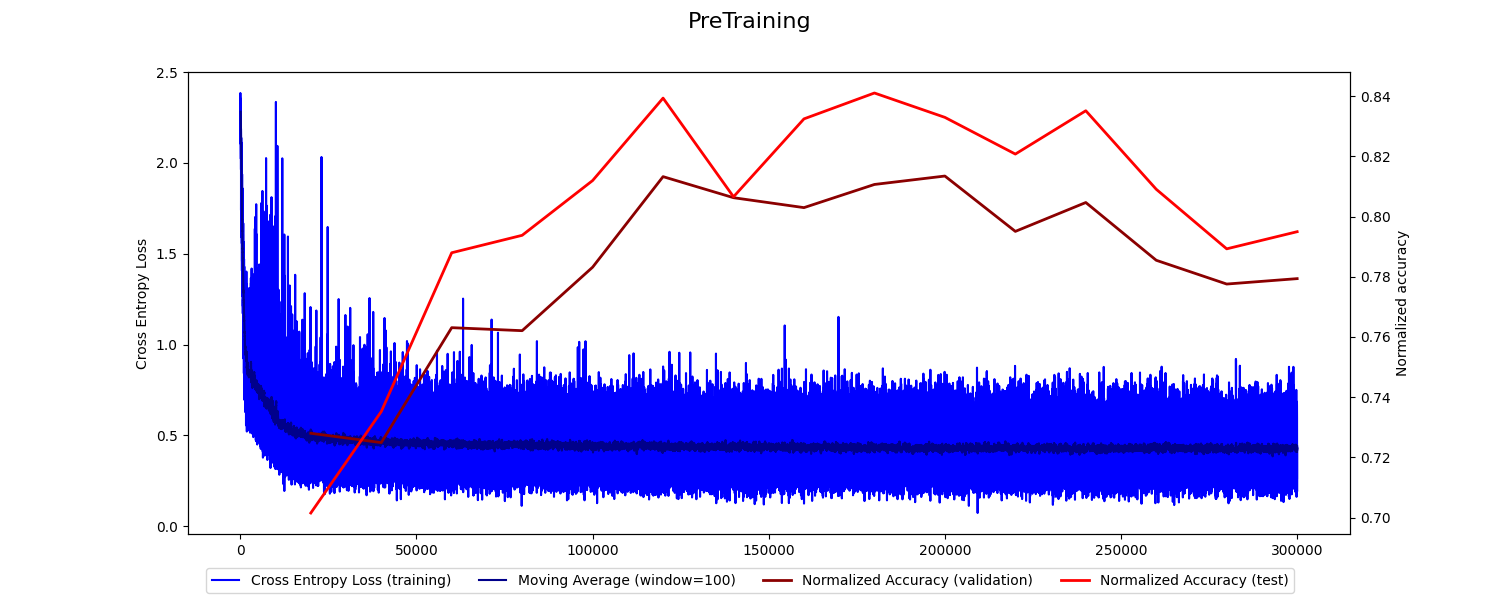 PreTraining
2.5
2.0
1.5
1.0
0.5
0.0
Cross Entropy Loss
0.84
0.82
0.80
0.78
0.76
0.74
0.72
0.70
Normalized accuracy
0 50000 100000 150000 200000 250000 300000
Cross Entropy Loss (training) Moving Average (window=100) Normalized Accuracy (validation) Normalized Accuracy (test)